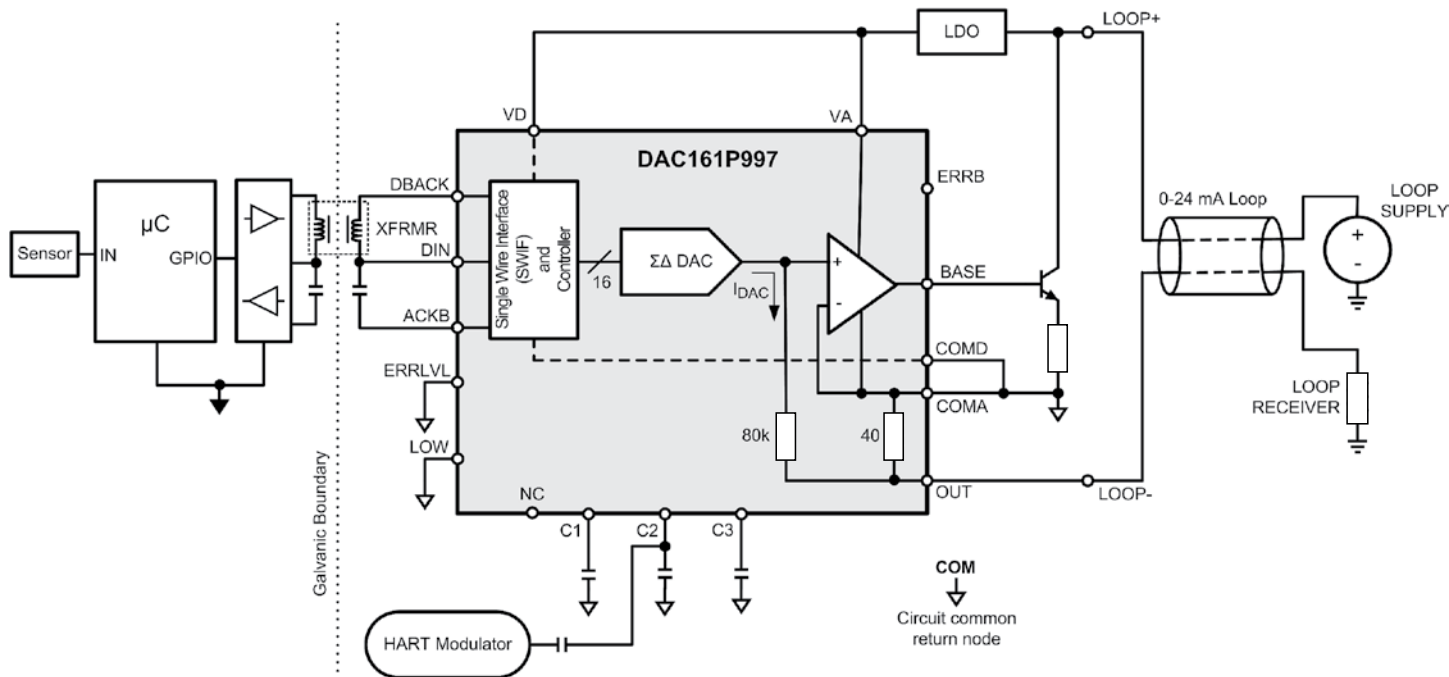 LDO
LOOP+
VD
VA
DAC161P997
ERRB
DBACK
0-24 mA Loop
LOOP
SUPPLY
µC
XFRMR
Single Wire Interface
(SWIF)
and
Controller
Sensor
IN
GPIO
DIN
16
ΣΔ DAC
IDAC
+
-
BASE
+
-
ACKB
COMD
ERRLVL
COMA
LOOP
RECEIVER
80k
40
LOW
OUT
LOOP-
NC
C1
C2
C3
Galvanic Boundary
COM
Circuit common
return node
HART Modulator